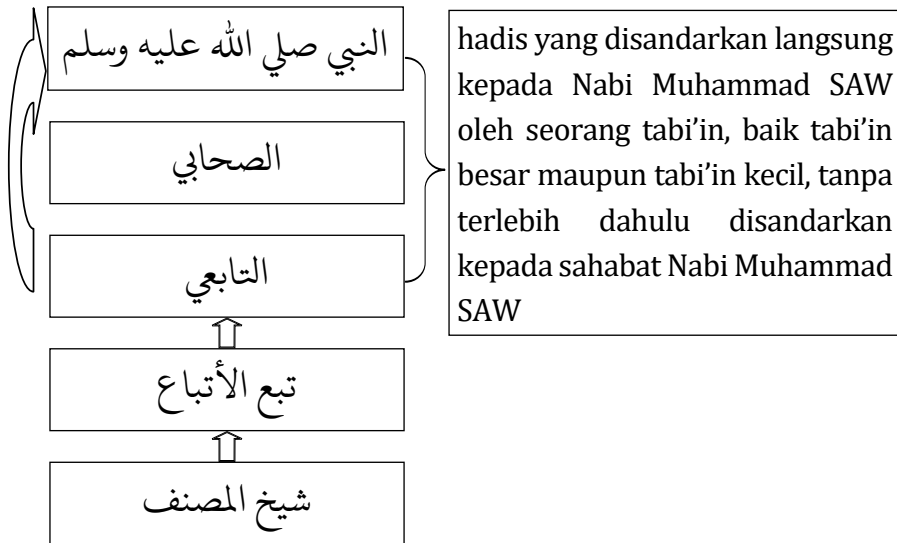 النبي صلي الله عليه وسلم
الصحابي
التابعي
تبع الأتباع
شيخ المصنف
hadis yang disandarkan langsung
kepada Nabi Muhammad SAW
oleh seorang tabi’in, baik tabi’in
besar maupun tabi’in kecil, tanpa
terlebih dahulu disandarkan
kepada sahabat Nabi Muhammad
SAW